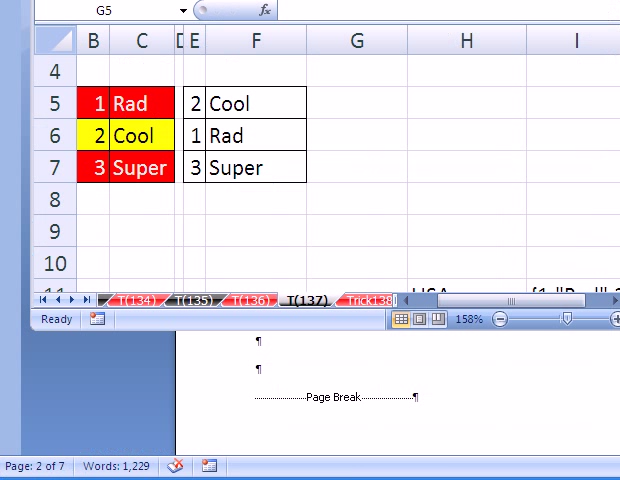 G5 fx
B C D E F G H I
4
5 1 Rad 2 Cool
6 2 Cool 1 Rad
7 3 Super 3 Super
8
9
10
T(134) T(135) T(136) T(137) Trick138
Ready 158%
¶
¶
Page Break ¶
Page: 2 of 7 Words: 1,229